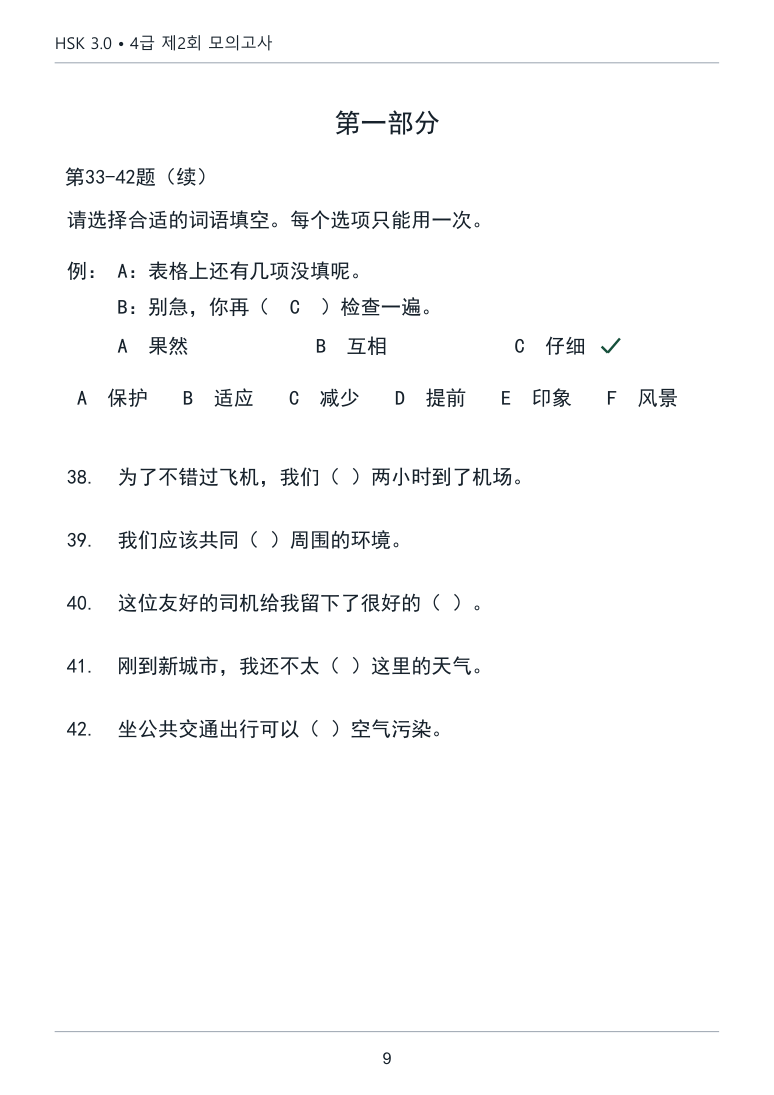 HSK 3.0 • 4급 제2회 모의고사
第一部分
第33-42题（续）
请选择合适的词语填空。每个选项只能用一次。
例： A：表格上还有几项没填呢。
B：别急，你再（ C ）检查一遍。
A 果然 B 互相 C 仔细 ✓
A 保护 B 适应 C 减少 D 提前 E 印象 F 风景
38. 为了不错过飞机，我们（ ）两小时到了机场。
39. 我们应该共同（ ）周围的环境。
40. 这位友好的司机给我留下了很好的（ ）。
41. 刚到新城市，我还不太（ ）这里的天气。
42. 坐公共交通出行可以（ ）空气污染。
9